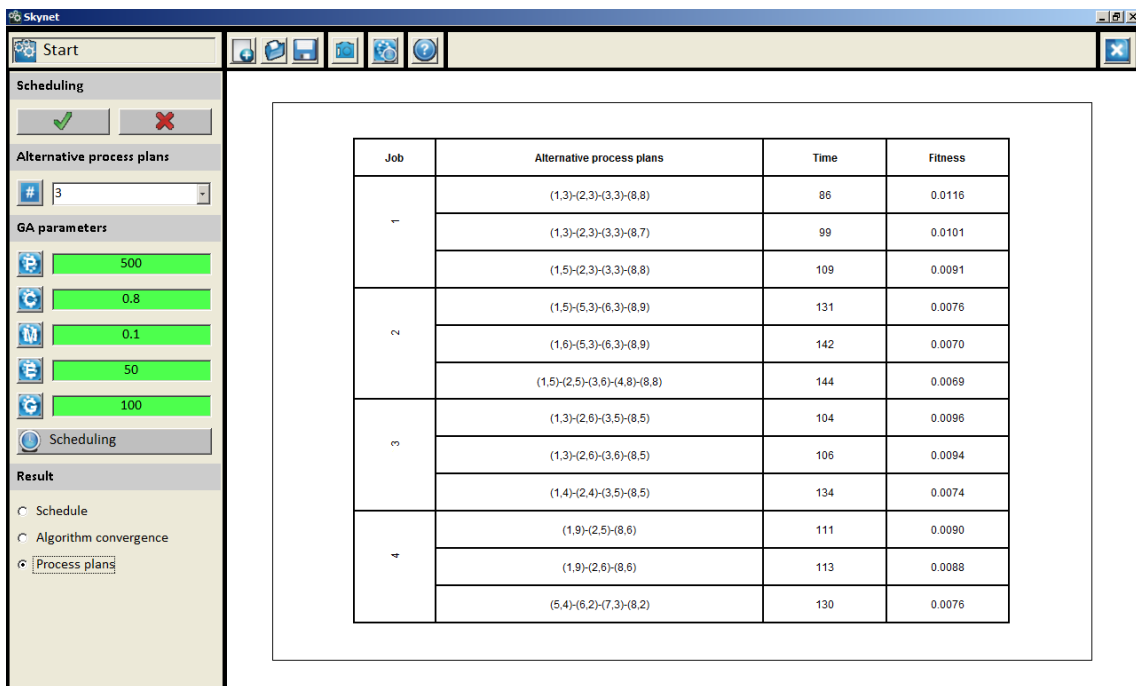 Skynet
Start
Scheduling
Alternative process plans
# 3
GA parameters
P 500
C 0.8
M 0.1
E 50
G 100
Scheduling
Result
Schedule
Algorithm convergence
Process plans
Job Alternative process plans Time Fitness
1
(1,3)-(2,3)-(3,3)-(8,8) 86 0.0116
(1,3)-(2,3)-(3,3)-(8,7) 99 0.0101
(1,5)-(2,3)-(3,3)-(8,8) 109 0.0091
2
(1,5)-(5,3)-(6,3)-(8,9) 131 0.0076
(1,6)-(5,3)-(6,3)-(8,9) 142 0.0070
(1,5)-(2,5)-(3,6)-(4,8)-(8,8) 144 0.0069
3
(1,3)-(2,6)-(3,5)-(8,5) 104 0.0096
(1,3)-(2,6)-(3,6)-(8,5) 106 0.0094
(1,4)-(2,4)-(3,5)-(8,5) 134 0.0074
4
(1,9)-(2,5)-(8,6) 111 0.0090
(1,9)-(2,6)-(8,6) 113 0.0088
(5,4)-(6,2)-(7,3)-(8,2) 130 0.0076